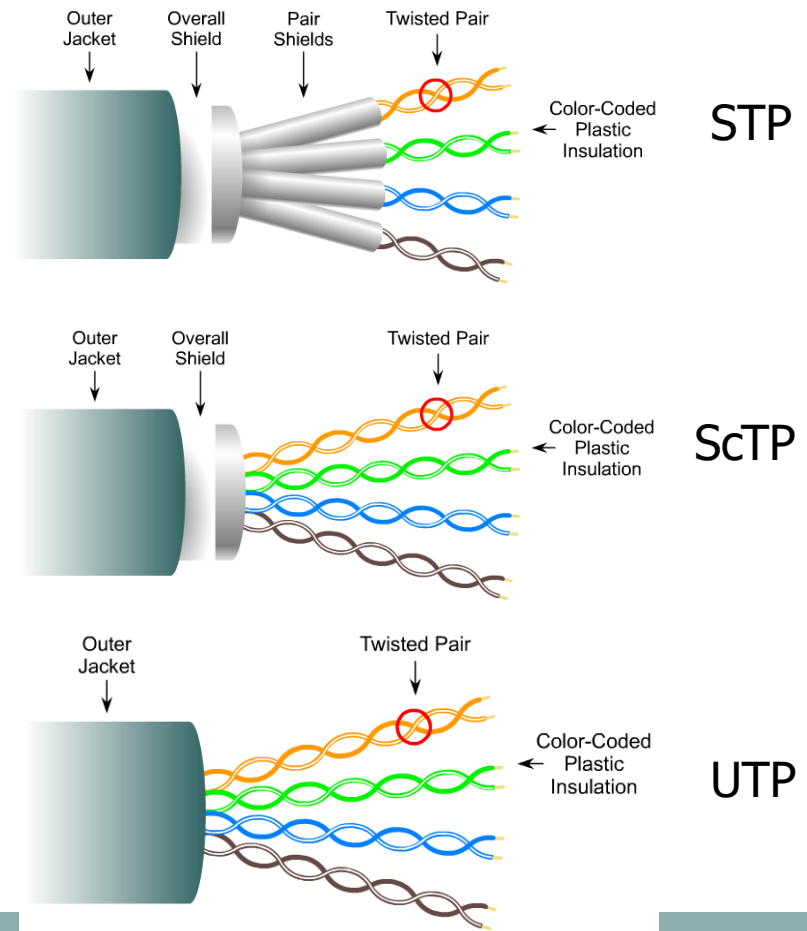 Outer
Jacket
Overall
Shield
Pair
Shields
Twisted Pair
Color-Coded
Plastic
Insulation
STP
Outer
Jacket
Overall
Shield
Twisted Pair
Color-Coded
Plastic
Insulation
ScTP
Outer
Jacket
Twisted Pair
Color-Coded
Plastic
Insulation
UTP